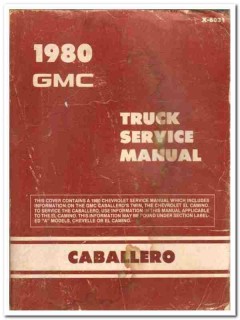 X-8031
1980
GMC
TRUCK
SERVICE
MANUAL
THIS COVER CONTAINS A 1980 CHEVROLET SERVICE MANUAL WHICH INCLUDES
INFORMATION ON THE GMC CABALLERO'S TWIN, THE CHEVROLET EL CAMINO.
TO SERVICE THE CABALLERO, USE INFORMATION IN THE MANUAL APPLICABLE
TO THE EL CAMINO. THIS INFORMATION MAY BE FOUND UNDER SECTION LABEL-
ED "A" MODELS, CHEVELLE OR EL CAMINO.
CABALLERO